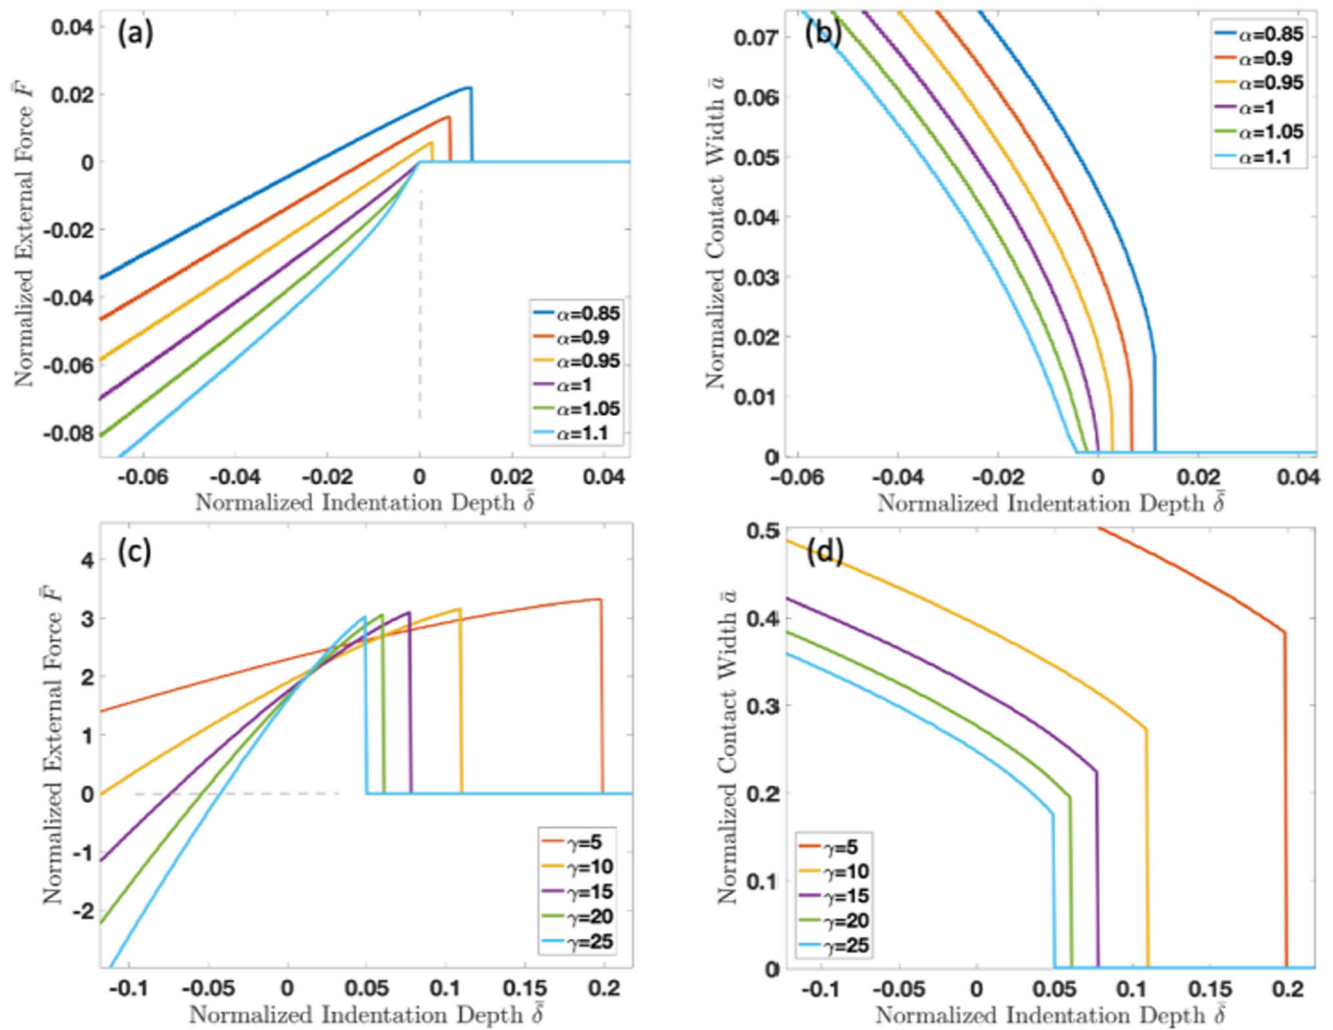 (a)
Normalized External Force F̄
0.04
0.02
0
-0.02
-0.04
-0.06
-0.08
-0.06
-0.04
-0.02
0
0.02
0.04
Normalized Indentation Depth δ̄
α=0.85
α=0.9
α=0.95
α=1
α=1.05
α=1.1
(b)
Normalized Contact Width ā
0.07
0.06
0.05
0.04
0.03
0.02
0.01
0
-0.06
-0.04
-0.02
0
0.02
0.04
Normalized Indentation Depth δ̄
α=0.85
α=0.9
α=0.95
α=1
α=1.05
α=1.1
(c)
Normalized External Force F̄
4
3
2
1
0
-1
-2
-0.1
-0.05
0
0.05
0.1
0.15
0.2
Normalized Indentation Depth δ̄
γ=5
γ=10
γ=15
γ=20
γ=25
(d)
Normalized Contact Width ā
0.5
0.4
0.3
0.2
0.1
0
-0.1
-0.05
0
0.05
0.1
0.15
0.2
Normalized Indentation Depth δ̄
γ=5
γ=10
γ=15
γ=20
γ=25